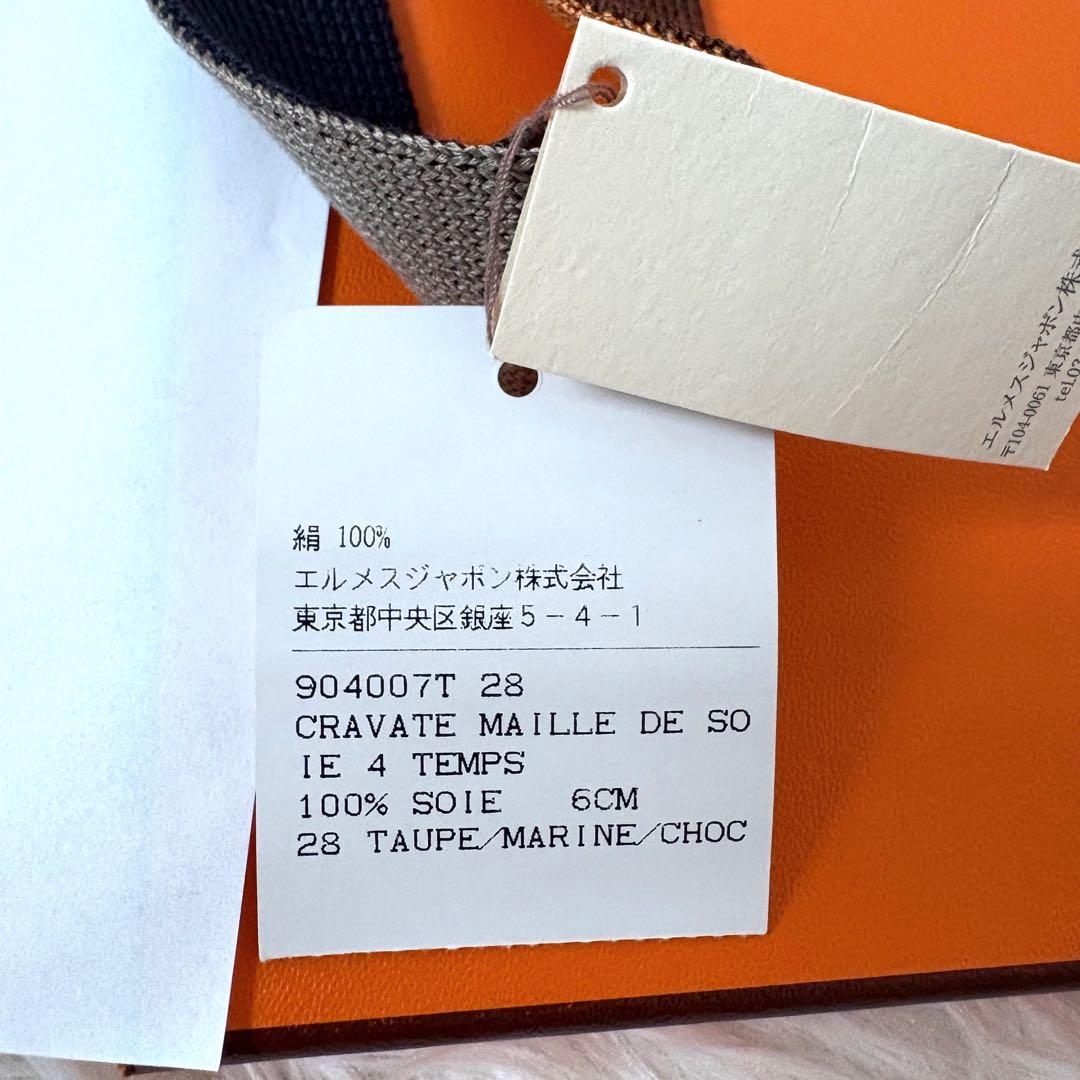 エルメスジャポン株式
〒104-0061 東京都
tel.03
絹 100%
エルメスジャポン株式会社
東京都中央区銀座5-4-1
904007T 28
CRAVATE MAILLE DE SO
IE 4 TEMPS
100% SOIE 6CM
28 TAUPE/MARINE/CHOC